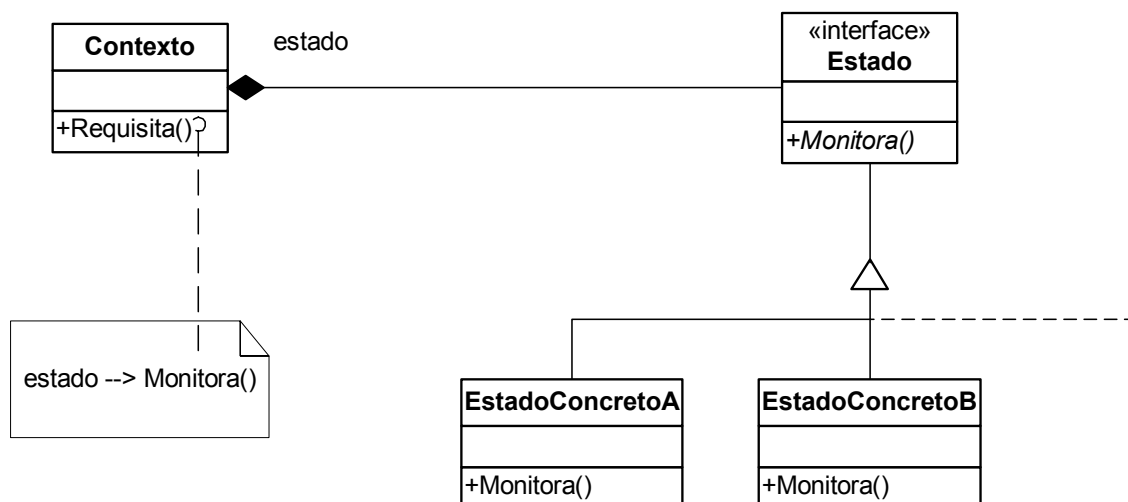 Contexto
+Requisita()
estado
«interface»
Estado
+Monitora()
estado --> Monitora()
EstadoConcretoA
+Monitora()
EstadoConcretoB
+Monitora()